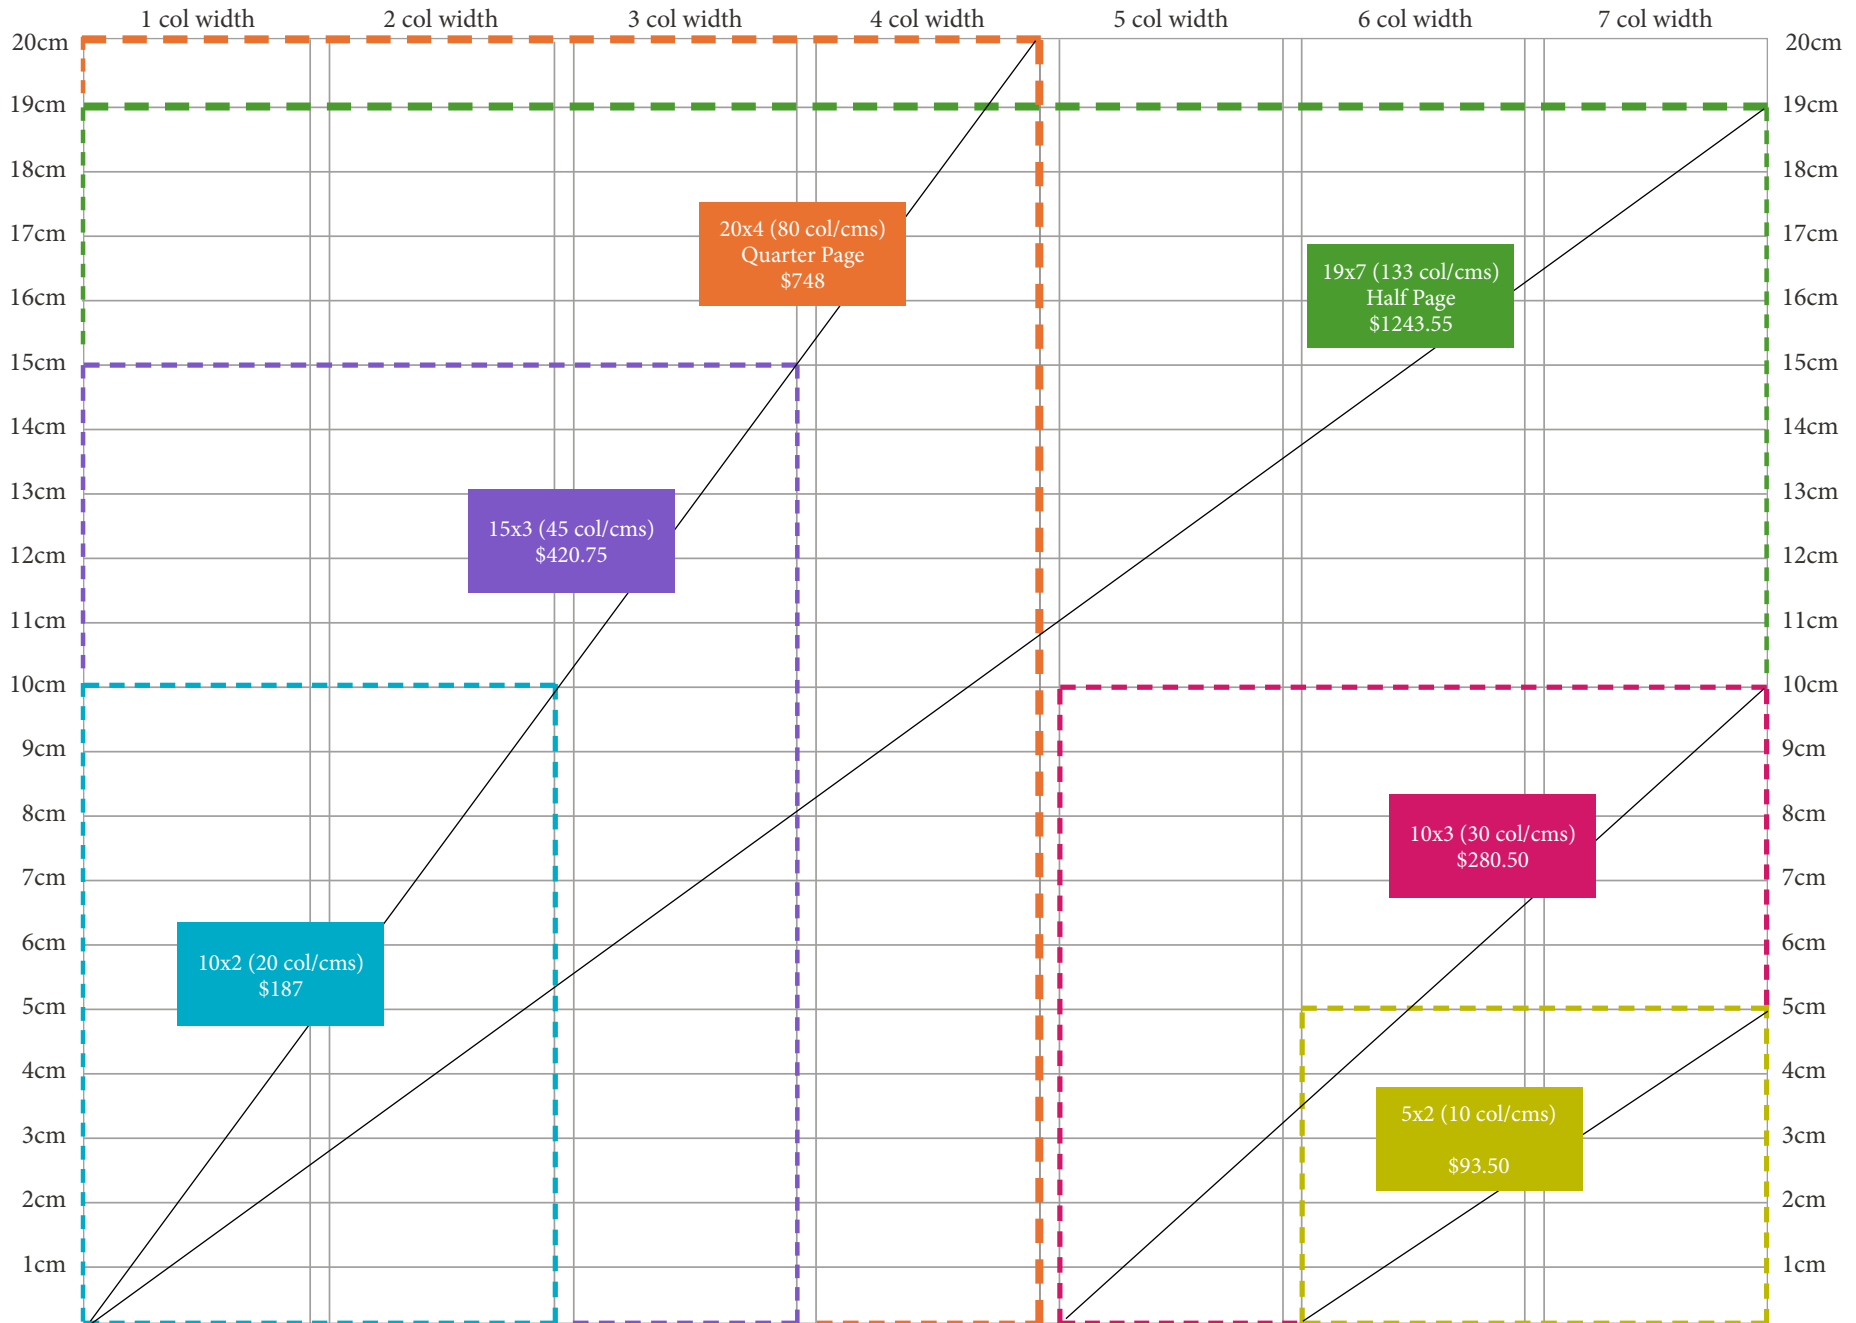 1 col width 2 col width 3 col width 4 col width 5 col width 6 col width 7 col width
20cm 20cm
19cm 19cm
18cm 18cm
20x4 (80 col/cms)
17cm 17cm
Quarter Page
19x7 (133 col/cms)
$748
16cm Half Page 16cm
$1243.55
15cm 15cm
14cm 14cm
13cm 13cm
15x3 (45 col/cms)
$420.75
12cm 12cm
11cm 11cm
10cm 10cm
9cm 9cm
8cm 8cm
10x3 (30 col/cms)
$280.50
7cm 7cm
6cm 6cm
10x2 (20 col/cms)
$187
5cm 5cm
4cm 4cm
5x2 (10 col/cms)
3cm 3cm
$93.50
2cm 2cm
1cm 1cm